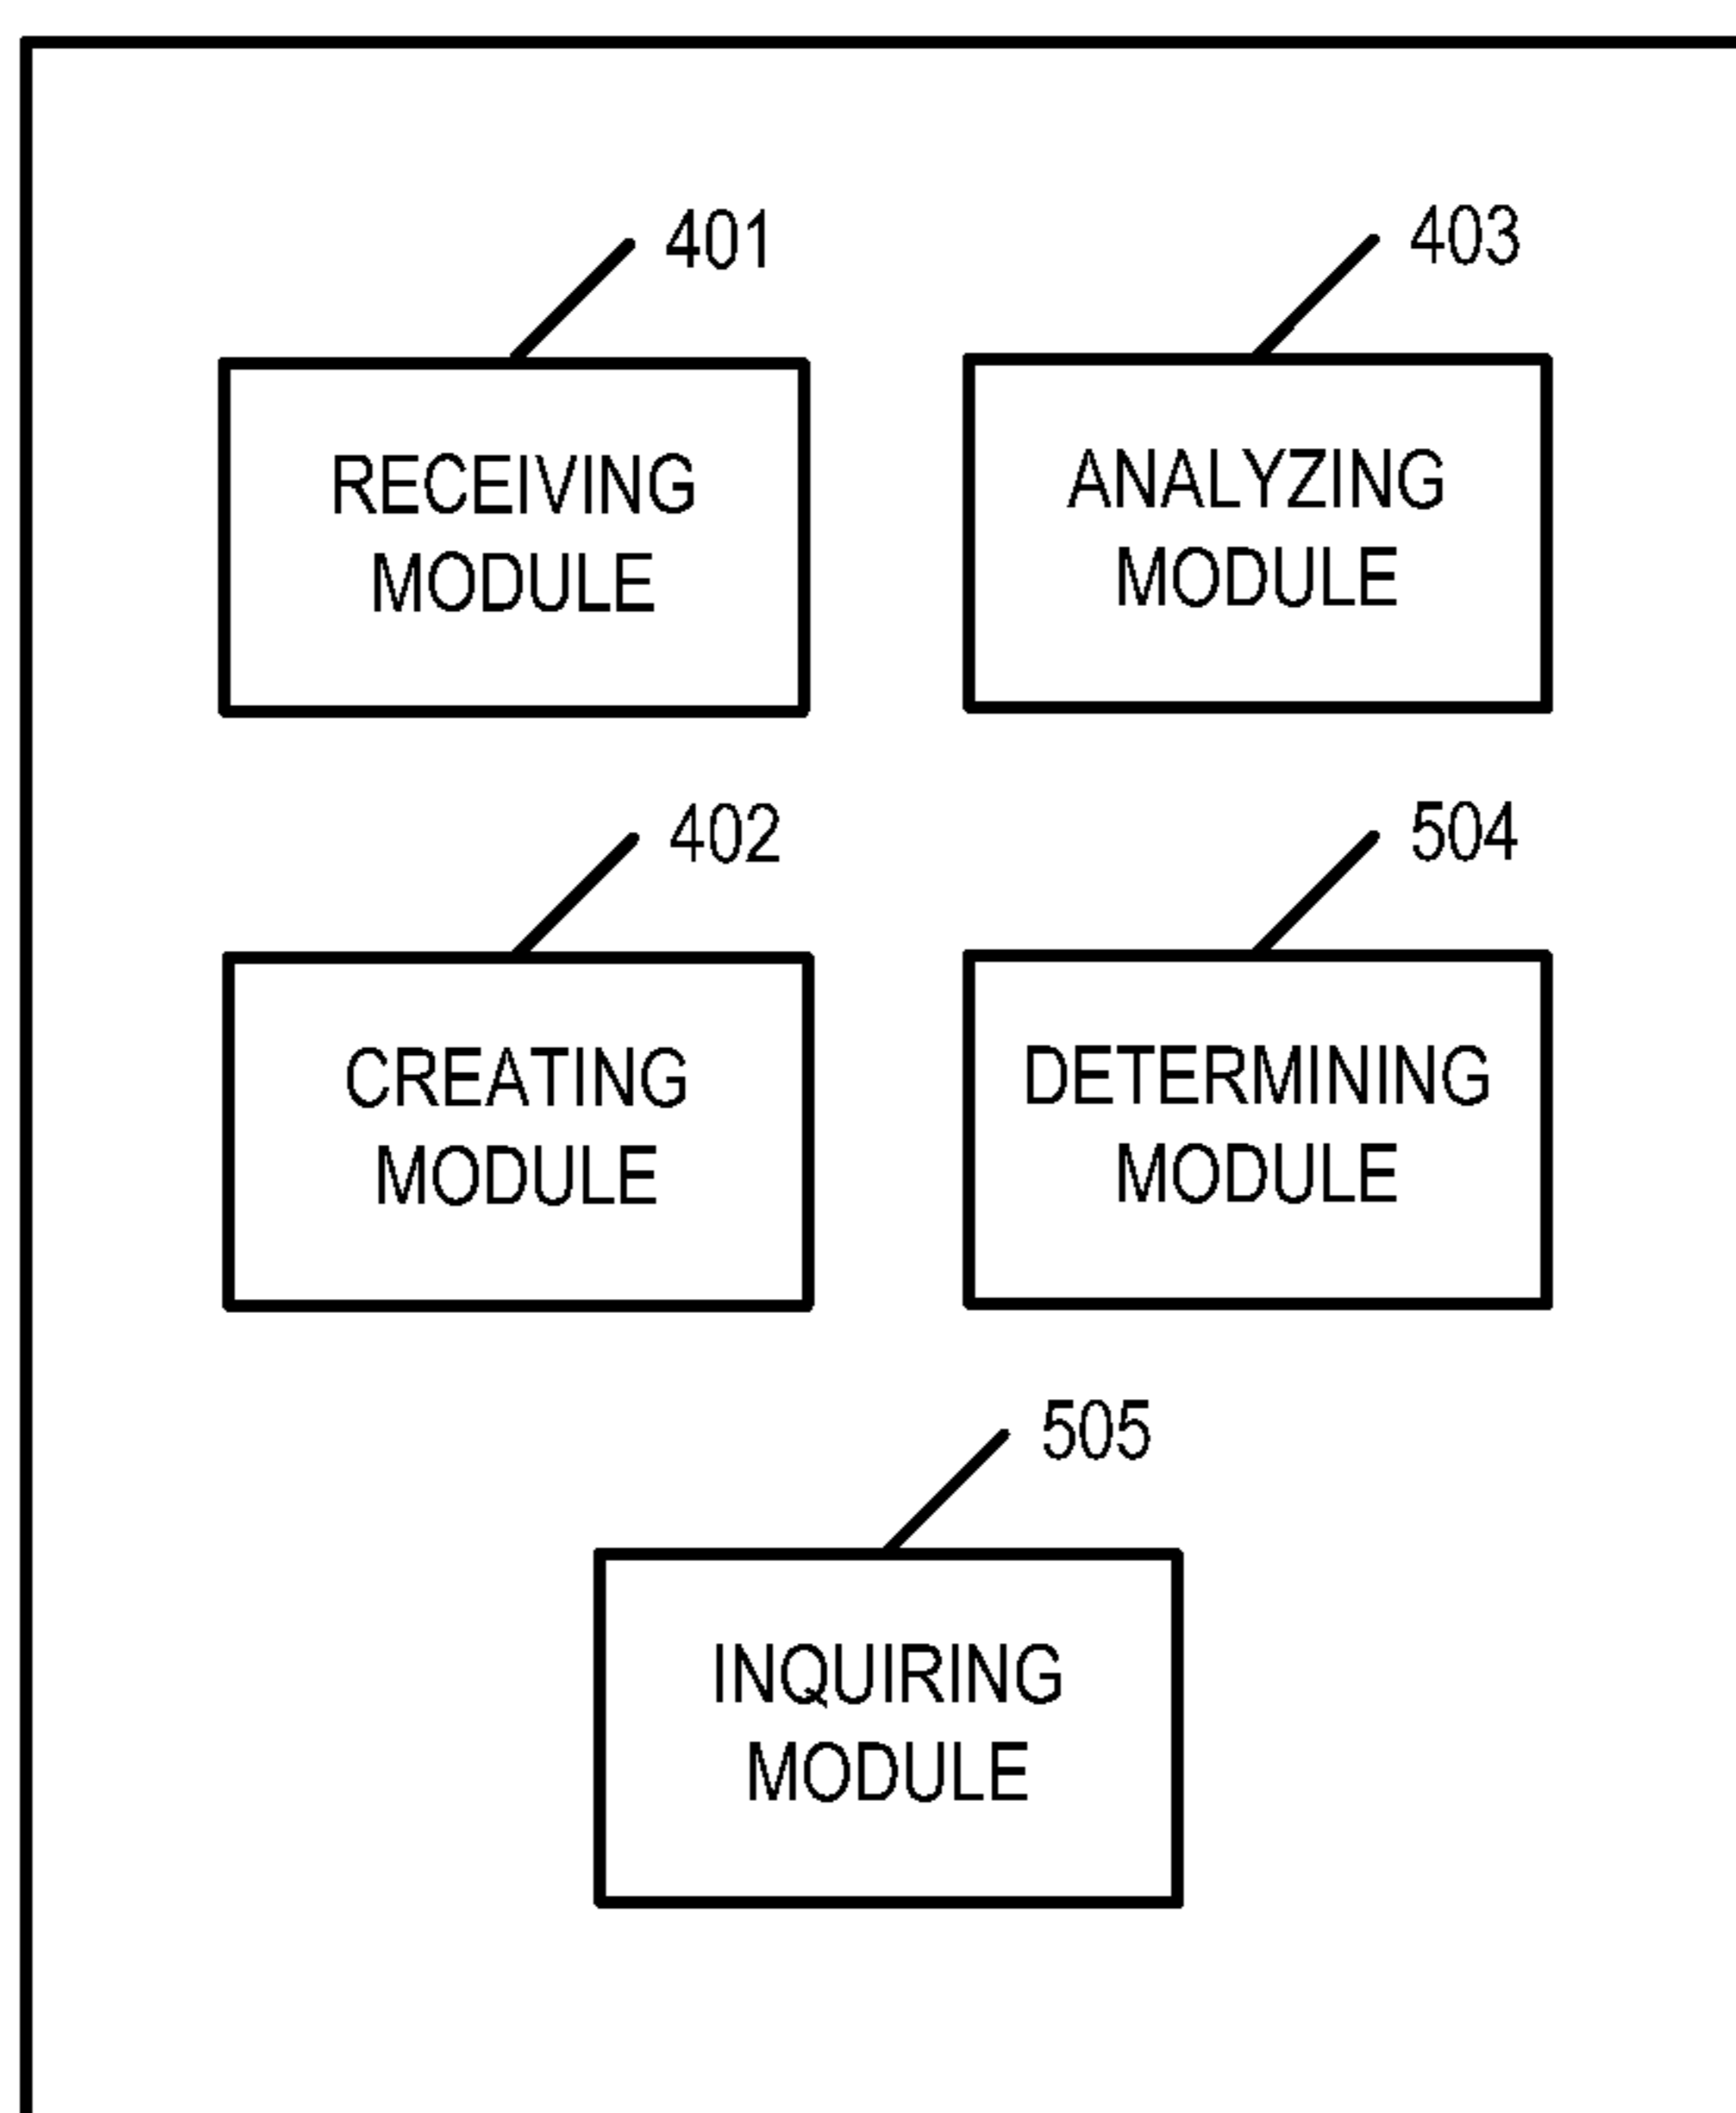 401
RECEIVING
MODULE
403
ANALYZING
MODULE
402
CREATING
MODULE
504
DETERMINING
MODULE
505
INQUIRING
MODULE